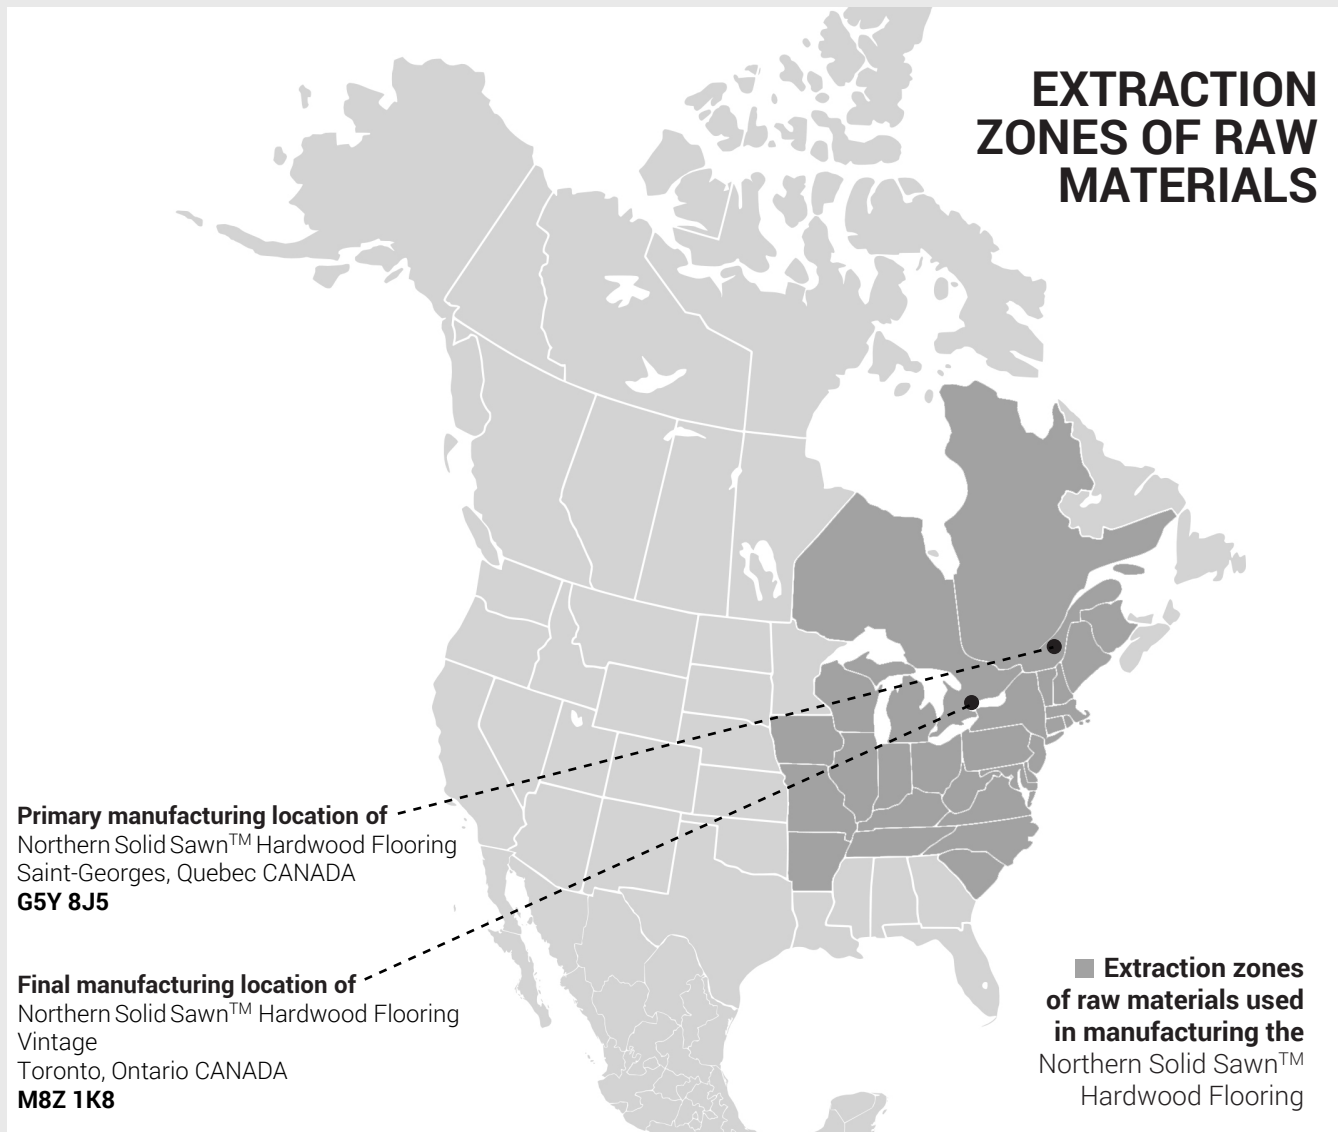 EXTRACTION
ZONES OF RAW
MATERIALS
Primary manufacturing location of
Northern Solid Sawn™ Hardwood Flooring
Saint-Georges, Quebec CANADA
G5Y 8J5
Final manufacturing location of
Northern Solid Sawn™ Hardwood Flooring
Vintage
Toronto, Ontario CANADA
M8Z 1K8
Extraction zones
of raw materials used
in manufacturing the
Northern Solid Sawn™
Hardwood Flooring